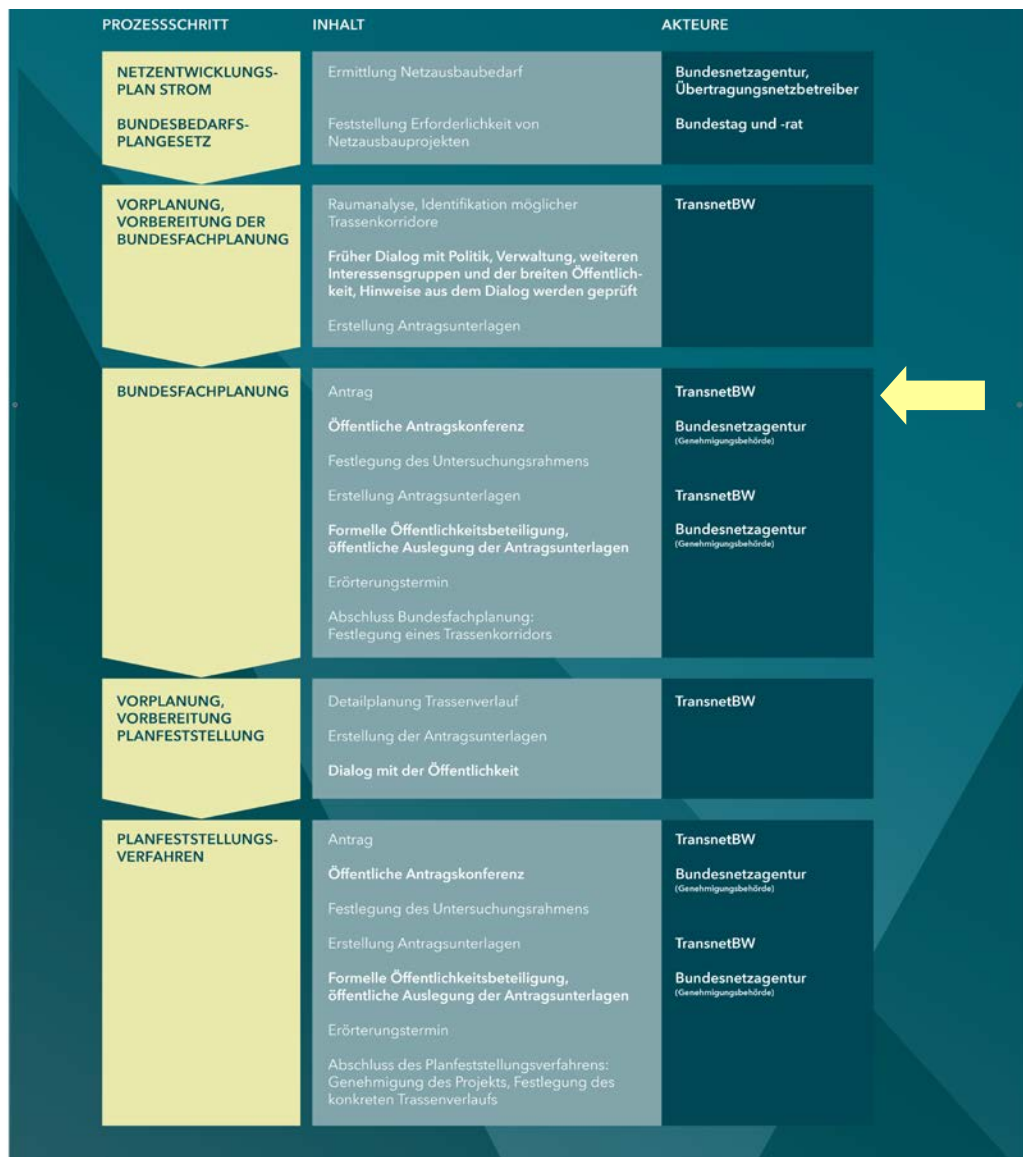 PROZESSSCHRITT
INHALT
AKTEURE
NETZENTWICKLUNGS-
PLAN STROM
Ermittlung Netzausbaubedarf
Bundesnetzagentur,
Übertragungsnetzbetreiber
BUNDESBEDARFS-
PLANGESETZ
Feststellung Erforderlichkeit von
Netzausbauprojekten
Bundestag und -rat
VORPLANUNG,
VORBEREITUNG DER
BUNDESFACHPLANUNG
Raumanalyse, Identifikation möglicher
Trassenkorridore
TransnetBW
Früher Dialog mit Politik, Verwaltung, weiteren
Interessensgruppen und der breiten Öffentlich-
keit, Hinweise aus dem Dialog werden geprüft
Erstellung Antragsunterlagen
BUNDESFACHPLANUNG
Antrag
TransnetBW
Öffentliche Antragskonferenz
Bundesnetzagentur
(Genehmigungsbehörde)
Festlegung des Untersuchungsrahmens
Erstellung Antragsunterlagen
TransnetBW
Formelle Öffentlichkeitsbeteiligung,
öffentliche Auslegung der Antragsunterlagen
Bundesnetzagentur
(Genehmigungsbehörde)
Erörterungstermin
Abschluss Bundesfachplanung:
Festlegung eines Trassenkorridors
VORPLANUNG,
VORBEREITUNG
PLANFESTSTELLUNG
Detailplanung Trassenverlauf
TransnetBW
Erstellung der Antragsunterlagen
Dialog mit der Öffentlichkeit
PLANFESTSTELLUNGS-
VERFAHREN
Antrag
TransnetBW
Öffentliche Antragskonferenz
Bundesnetzagentur
(Genehmigungsbehörde)
Festlegung des Untersuchungsrahmens
Erstellung Antragsunterlagen
TransnetBW
Formelle Öffentlichkeitsbeteiligung,
öffentliche Auslegung der Antragsunterlagen
Bundesnetzagentur
(Genehmigungsbehörde)
Erörterungstermin
Abschluss des Planfeststellungsverfahrens:
Genehmigung des Projekts, Festlegung des
konkreten Trassenverlaufs